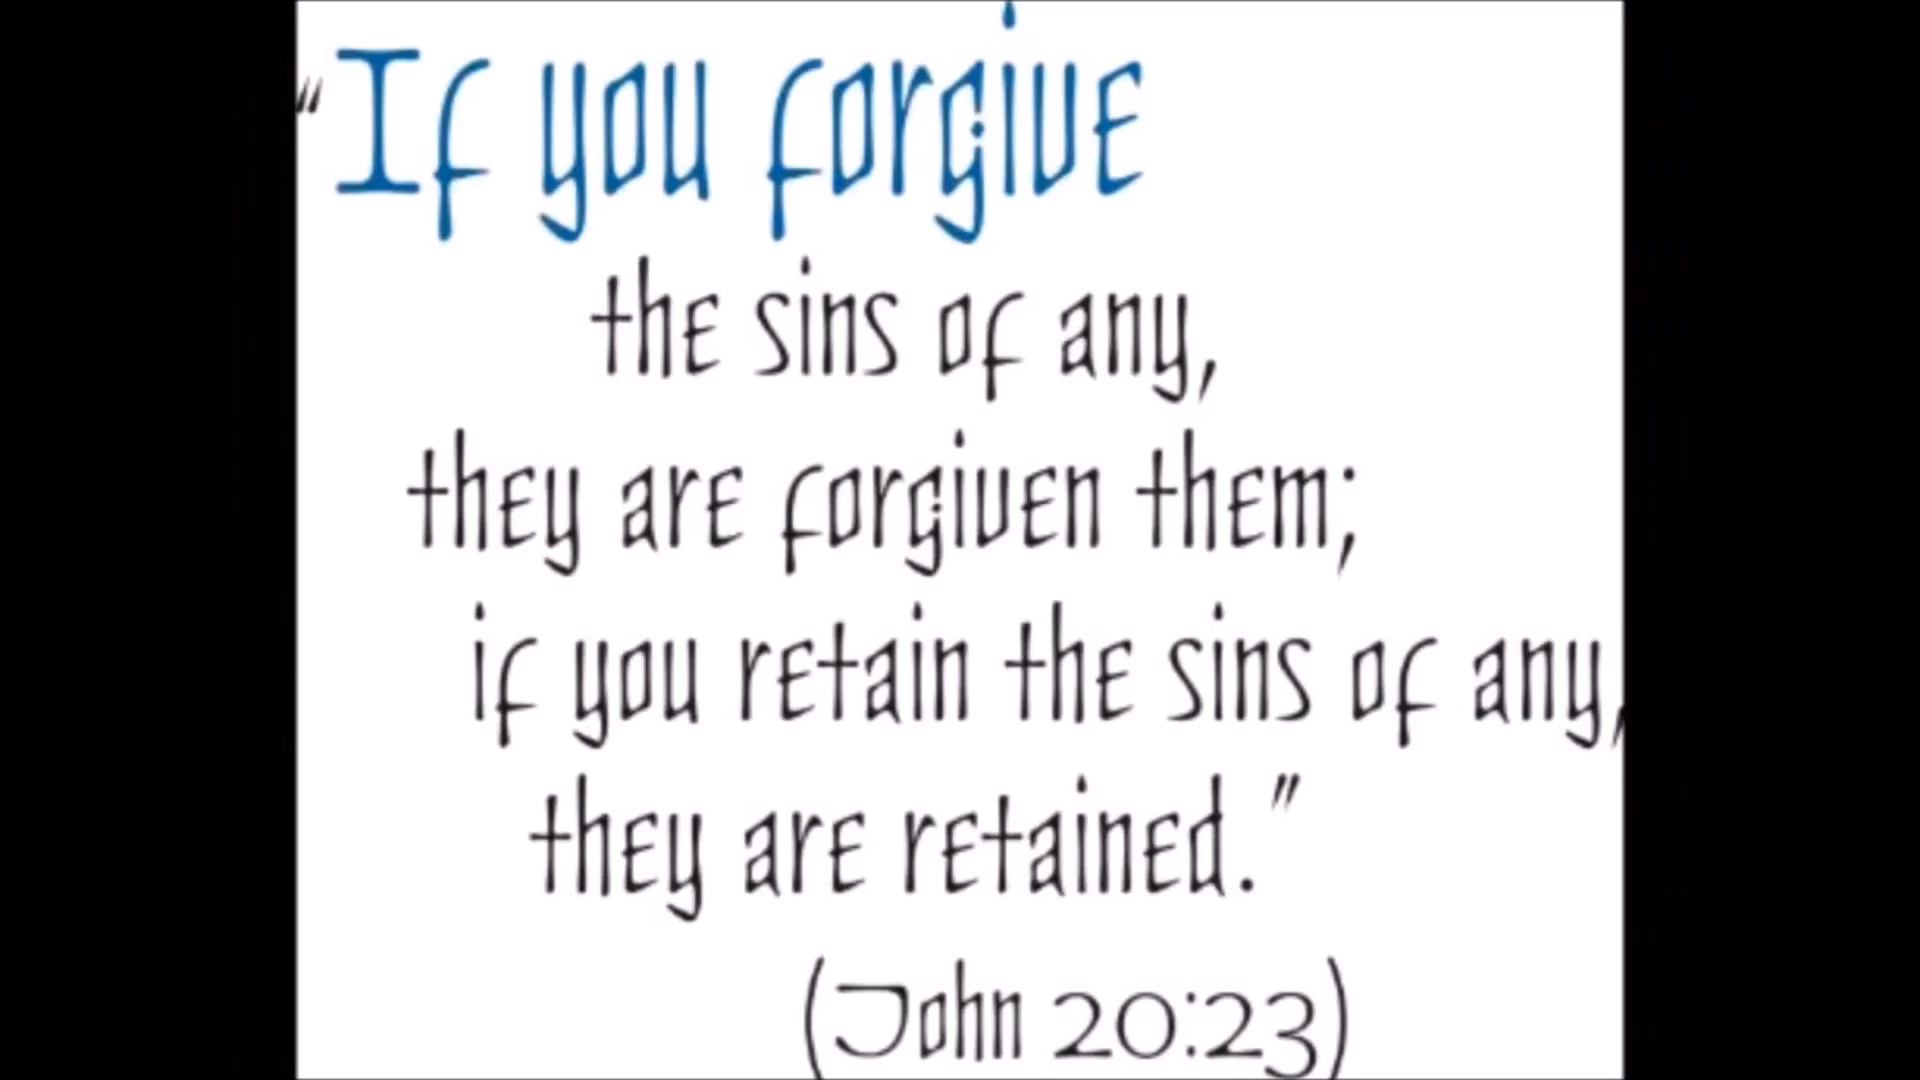 "If you forgive
the sins of any,
they are forgiven them;
if you retain the sins of any,
they are retained."
(John 20:23)